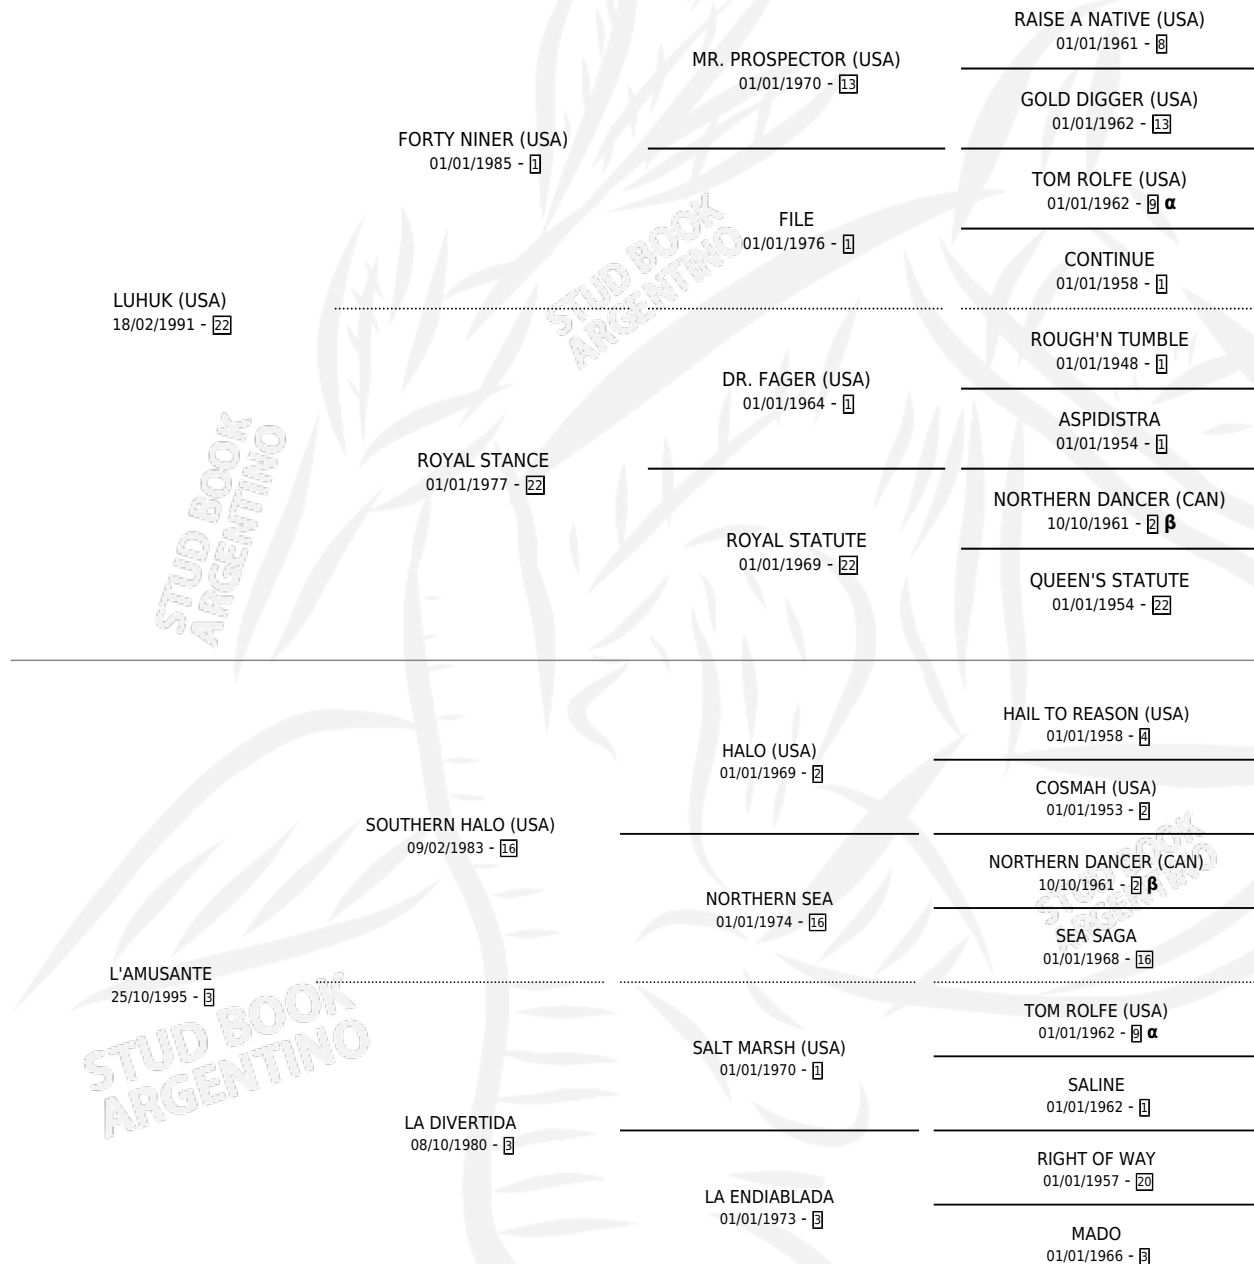 RAISE A NATIVE (USA)
01/01/1961 - 8
MR. PROSPECTOR (USA)
01/01/1970 - 13
GOLD DIGGER (USA)
01/01/1962 - 13
FORTY NINER (USA)
01/01/1985 - 1
TOM ROLFE (USA)
01/01/1962 - 9 α
FILE
01/01/1976 - 1
CONTINUE
01/01/1958 - 1
LUHUK (USA)
18/02/1991 - 22
ROUGH'N TUMBLE
01/01/1948 - 1
DR. FAGER (USA)
01/01/1964 - 1
ASPIDISTRA
01/01/1954 - 1
ROYAL STANCE
01/01/1977 - 22
NORTHERN DANCER (CAN)
10/10/1961 - 2 β
ROYAL STATUTE
01/01/1969 - 22
QUEEN'S STATUTE
01/01/1954 - 22
HAIL TO REASON (USA)
01/01/1958 - 4
HALO (USA)
01/01/1969 - 2
COSMAH (USA)
01/01/1953 - 2
SOUTHERN HALO (USA)
09/02/1983 - 16
NORTHERN DANCER (CAN)
10/10/1961 - 2 β
NORTHERN SEA
01/01/1974 - 16
SEA SAGA
01/01/1968 - 16
L'AMUSANTE
25/10/1995 - 3
TOM ROLFE (USA)
01/01/1962 - 9 α
SALT MARSH (USA)
01/01/1970 - 1
SALINE
01/01/1962 - 1
LA DIVERTIDA
08/10/1980 - 3
RIGHT OF WAY
01/01/1957 - 20
LA ENDIABLADA
01/01/1973 - 3
MADO
01/01/1966 - 3
STUD BOOK
ARGENTINO
STUD BOOK
ARGENTINO
STUD BOOK
ARGENTINO
STUD BOOK
ARGENTINO